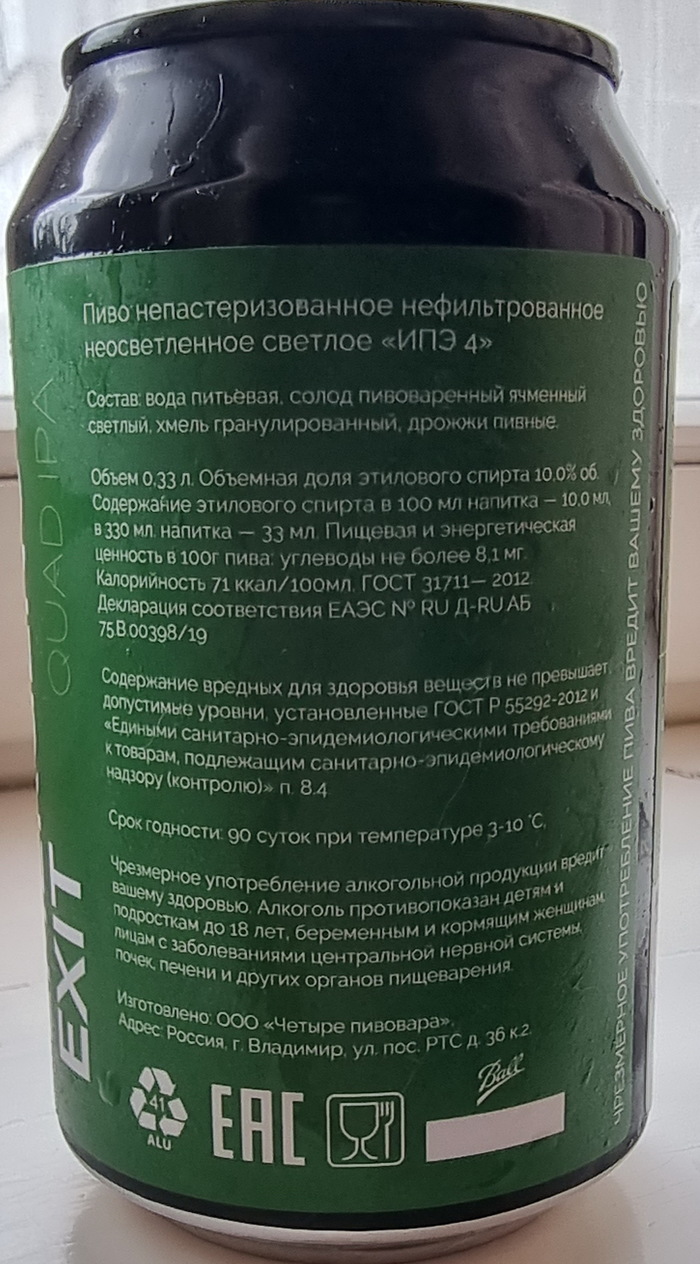 Пиво непастеризованное нефильтрованное
неосветленное светлое «ИПЭ 4»
Состав: вода питьевая, солод пивоваренный ячменный
светлый, хмель гранулированный, дрожжи пивные.
Объем 0,33 л. Объемная доля этилового спирта 10.0% об.
Содержание этилового спирта в 100 мл напитка — 10,0 мл,
в 330 мл. напитка — 33 мл. Пищевая и энергетическая
ценность в 100г пива: углеводы не более 8,1 мг.
Калорийность 71 ккал/100мл. ГОСТ 31711— 2012.
Декларация соответствия ЕАЭС № RU Д-RU.АБ
75.В.00398/19
Содержание вредных для здоровья веществ не превышает
допустимые уровни, установленные ГОСТ Р 55292-2012 и
«Едиными санитарно-эпидемиологическими требованиями
к товарам, подлежащим санитарно-эпидемиологическому
надзору (контролю)» п. 8.4
Срок годности: 90 суток при температуре 3-10 °С.
Чрезмерное употребление алкогольной продукции вредит
вашему здоровью. Алкоголь противопоказан детям и
подросткам до 18 лет, беременным и кормящим женщинам,
лицам с заболеваниями центральной нервной системы,
почек, печени и других органов пищеварения.
Изготовлено: ООО «Четыре пивовара».
Адрес: Россия, г. Владимир, ул. пос. РТС д. 36 к.2.
41
ALU
EAC
Ball
QUAD IPA
EXIT
ЧРЕЗМЕРНОЕ УПОТРЕБЛЕНИЕ ПИВА ВРЕДИТ ВАШЕМУ ЗДОРОВЬЮ